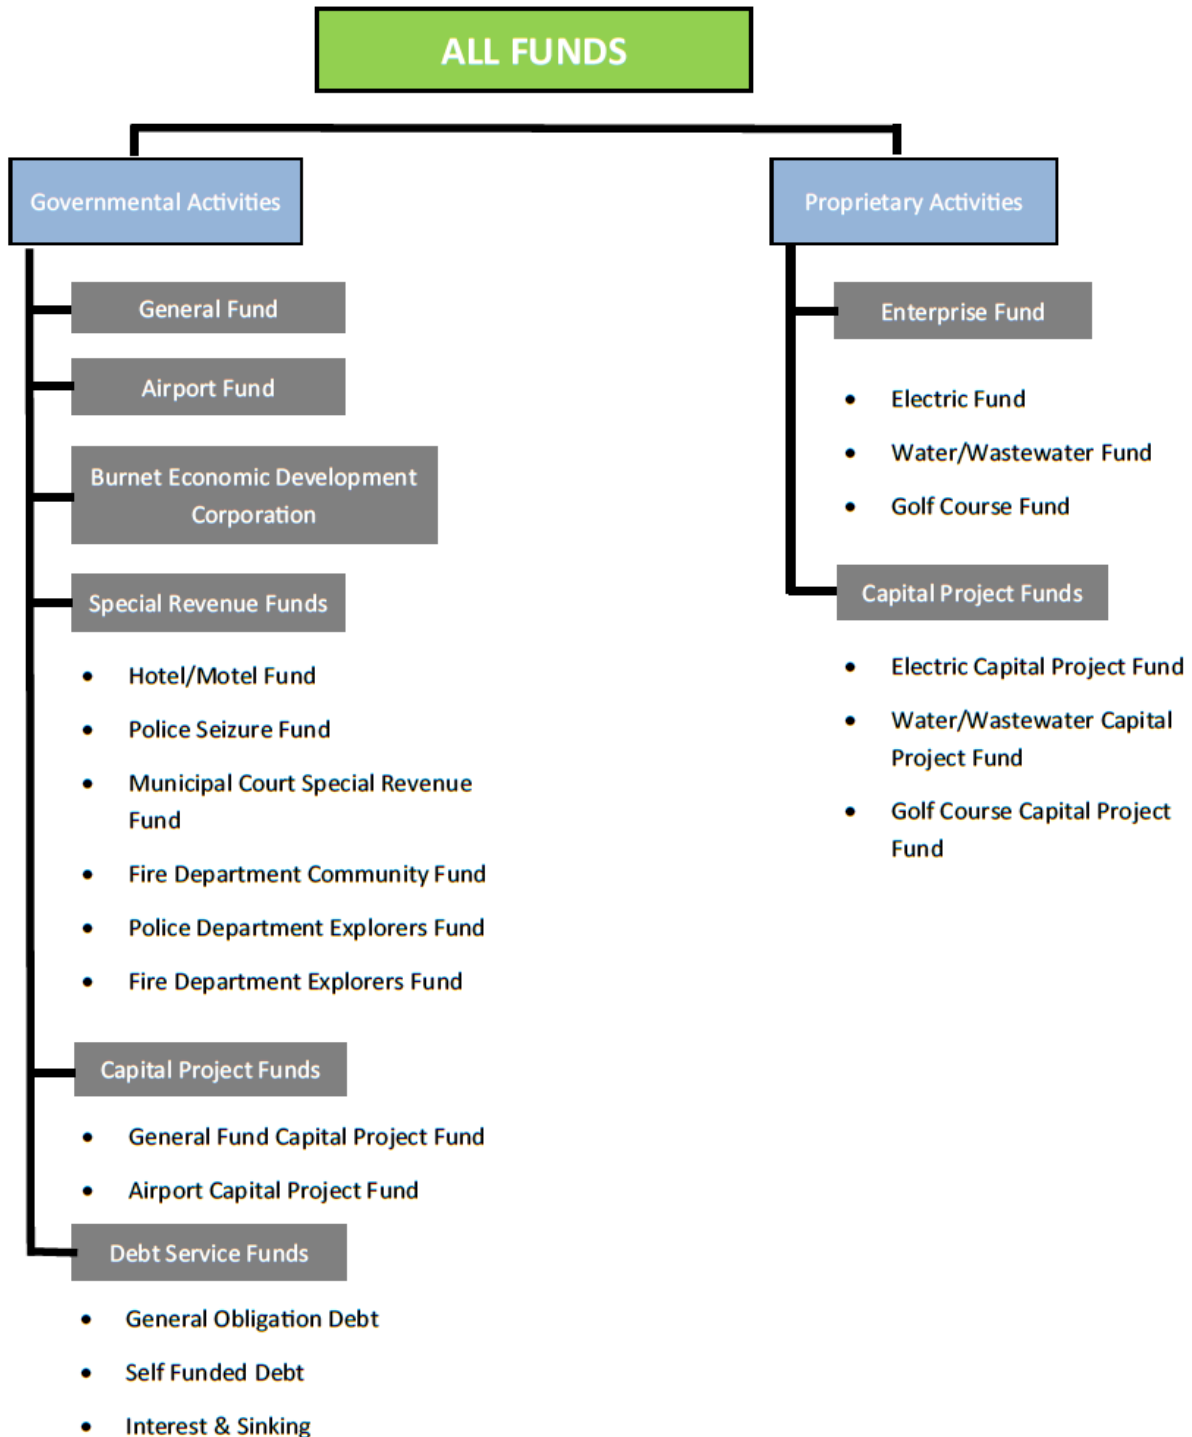 ALL FUNDS
Governmental Activities
General Fund
Airport Fund
Burnet Economic Development
Corporation
Special Revenue Funds
• Hotel/Motel Fund
• Police Seizure Fund
• Municipal Court Special Revenue
Fund
• Fire Department Community Fund
• Police Department Explorers Fund
• Fire Department Explorers Fund
Capital Project Funds
• General Fund Capital Project Fund
• Airport Capital Project Fund
Debt Service Funds
• General Obligation Debt
• Self Funded Debt
• Interest & Sinking
Proprietary Activities
Enterprise Fund
• Electric Fund
• Water/Wastewater Fund
• Golf Course Fund
Capital Project Funds
• Electric Capital Project Fund
• Water/Wastewater Capital
Project Fund
• Golf Course Capital Project
Fund